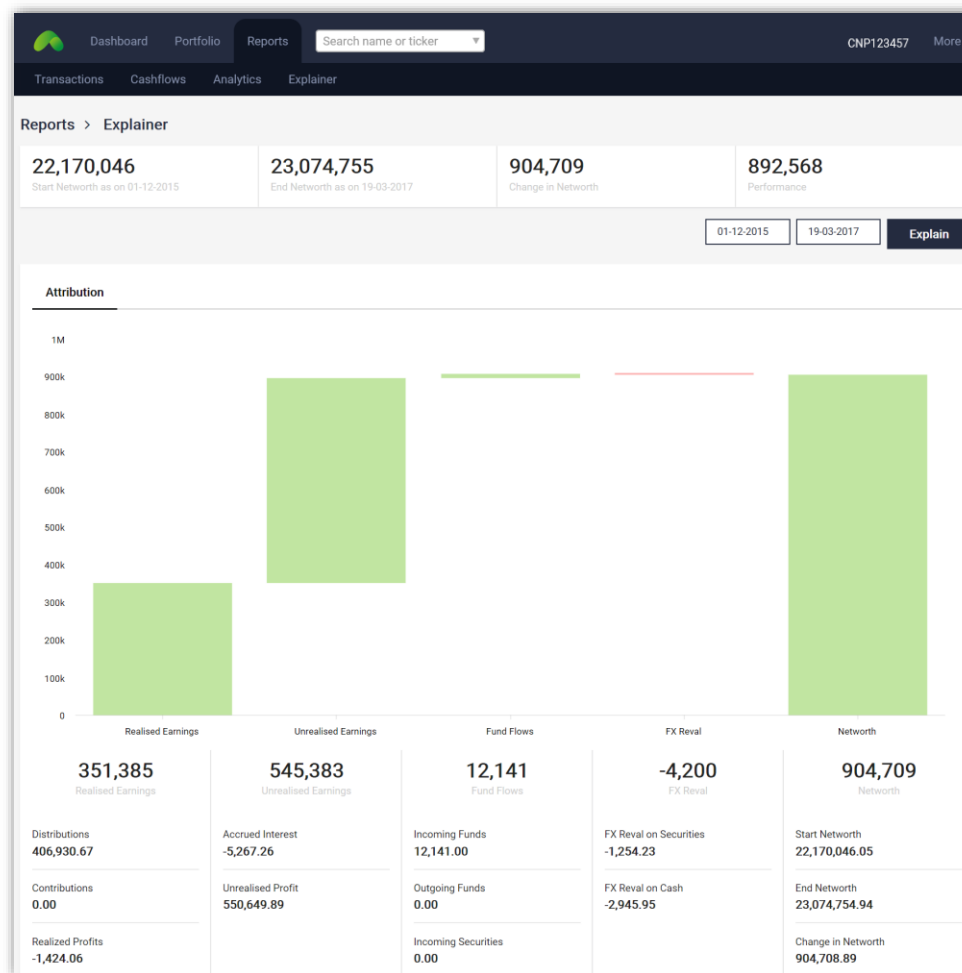 Dashboard Portfolio Reports Search name or ticker CNP123457 More
Transactions Cashflows Analytics Explainer
Reports > Explainer
22,170,046 23,074,755 904,709 892,568
Start Networth as on 01-12-2015 End Networth as on 19-03-2017 Change in Networth Performance
01-12-2015 19-03-2017 Explain
Attribution
1M
900k
800k
700k
600k
500k
400k
300k
200k
100k
0
Realised Earnings Unrealised Earnings Fund Flows FX Reval Networth
351,385 545,383 12,141 -4,200 904,709
Realised Earnings Unrealised Earnings Fund Flows FX Reval Networth
Distributions Accrued Interest Incoming Funds FX Reval on Securities Start Networth
406,930.67 -5,267.26 12,141.00 -1,254.23 22,170,046.05
Contributions Unrealised Profit Outgoing Funds FX Reval on Cash End Networth
0.00 550,649.89 0.00 -2,945.95 23,074,754.94
Realized Profits Incoming Securities Change in Networth
-1,424.06 0.00 904,708.89